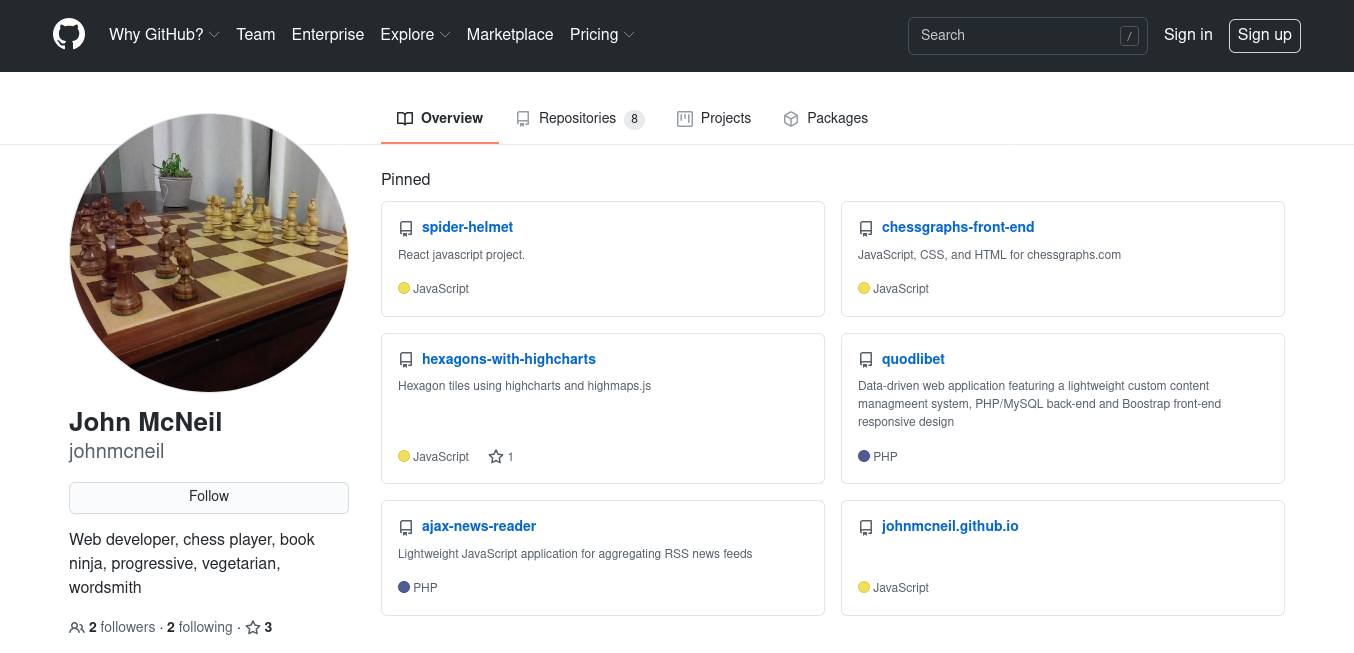 Why GitHub? Team Enterprise Explore Marketplace Pricing Search / Sign in Sign up
Overview Repositories 8 Projects Packages
Pinned
spider-helmet
React javascript project.
JavaScript
chessgraphs-front-end
JavaScript, CSS, and HTML for chessgraphs.com
JavaScript
hexagons-with-highcharts
Hexagon tiles using highcharts and highmaps.js
JavaScript 1
quodlibet
Data-driven web application featuring a lightweight custom content
managmeent system, PHP/MySQL back-end and Boostrap front-end
responsive design
PHP
ajax-news-reader
Lightweight JavaScript application for aggregating RSS news feeds
PHP
johnmcneil.github.io
JavaScript
John McNeil
johnmcneil
Follow
Web developer, chess player, book
ninja, progressive, vegetarian,
wordsmith
2 followers · 2 following · 3